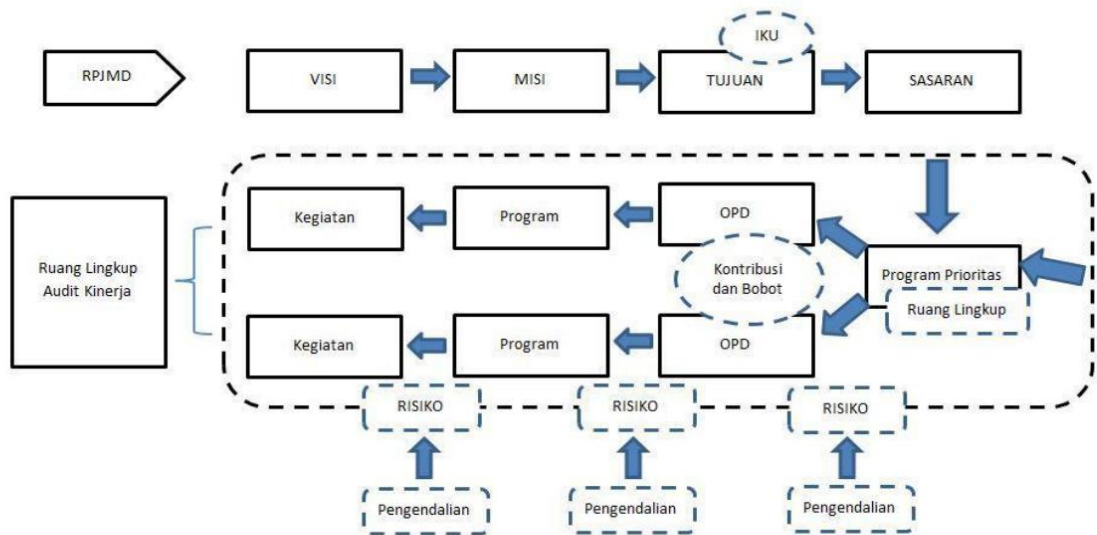 IKU
RPJMD
VISI
MISI
TUJUAN
SASARAN
Kegiatan
Program
OPD
Ruang Lingkup
Audit Kinerja
Kontribusi
dan Bobot
Program Prioritas
Ruang Lingkup
Kegiatan
Program
OPD
RISIKO
RISIKO
RISIKO
Pengendalian
Pengendalian
Pengendalian